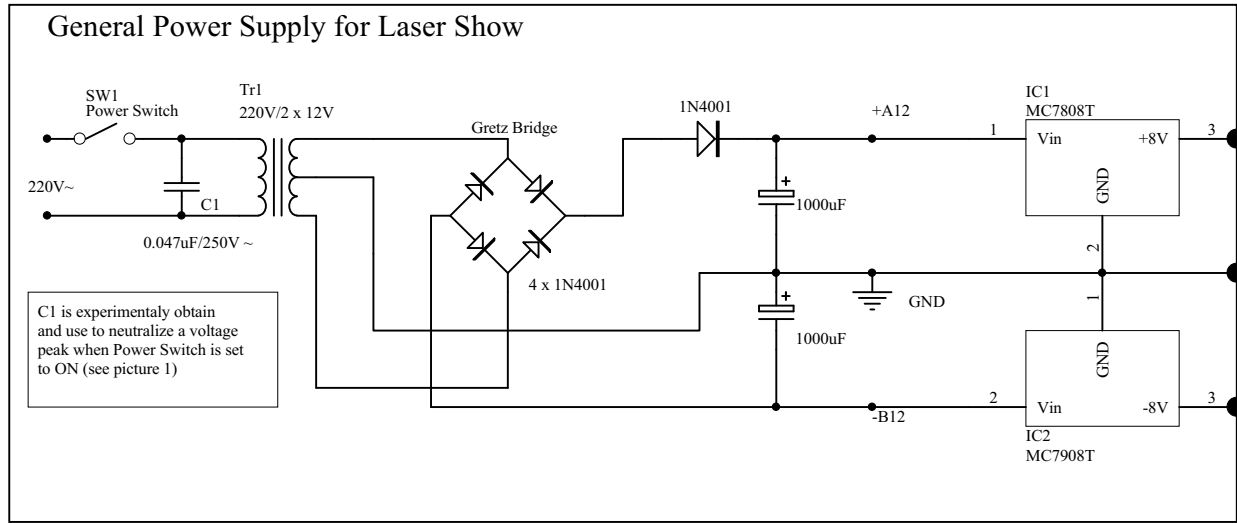 General Power Supply for Laser Show
SW1
Power Switch
Tr1
220V/2 x 12V
Gretz Bridge
1N4001
+A12
IC1
MC7808T
1
Vin
+8V
3
GND
2
220V~
C1
0.047uF/250V ~
+
1000uF
4 x 1N4001
GND
+
1000uF
1
GND
C1 is experimentaly obtain
and use to neutralize a voltage
peak when Power Switch is set
to ON (see picture 1)
-B12
2
Vin
-8V
3
IC2
MC7908T